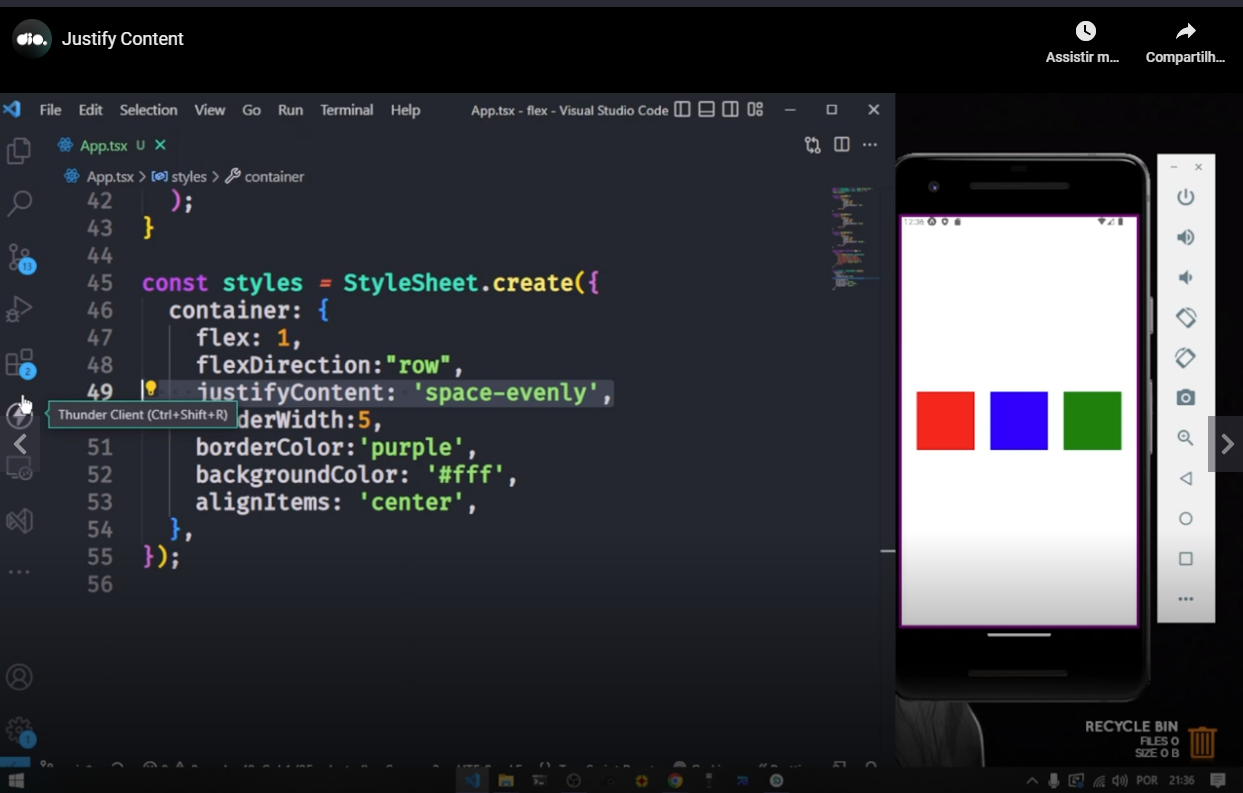 dio. Justify Content
Assistir m...
Compartilh...
File Edit Selection View Go Run Terminal Help
App.tsx - flex - Visual Studio Code
App.tsx U
App.tsx > styles > container
42 );
43 }
44
45 const styles = StyleSheet.create({
46 container: {
47 flex: 1,
48 flexDirection:"row",
49 justifyContent: 'space-evenly',
Thunder Client (Ctrl+Shift+R)
derWidth:5,
51 borderColor:'purple',
52 backgroundColor: '#fff',
53 alignItems: 'center',
54 },
55 });
56
13
2
1
12:36
RECYCLE BIN
FILES 0
SIZE 0 B
POR 21:36